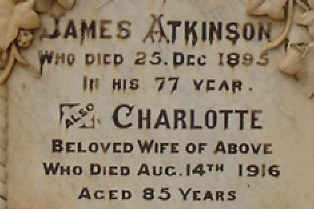 JAMES ATKINSON
WHO DIED 25. DEC 1895
IN HIS 77 YEAR.
ALSO CHARLOTTE
BELOVED WIFE OF ABOVE
WHO DIED AUG. 14TH 1916
AGED 85 YEARS